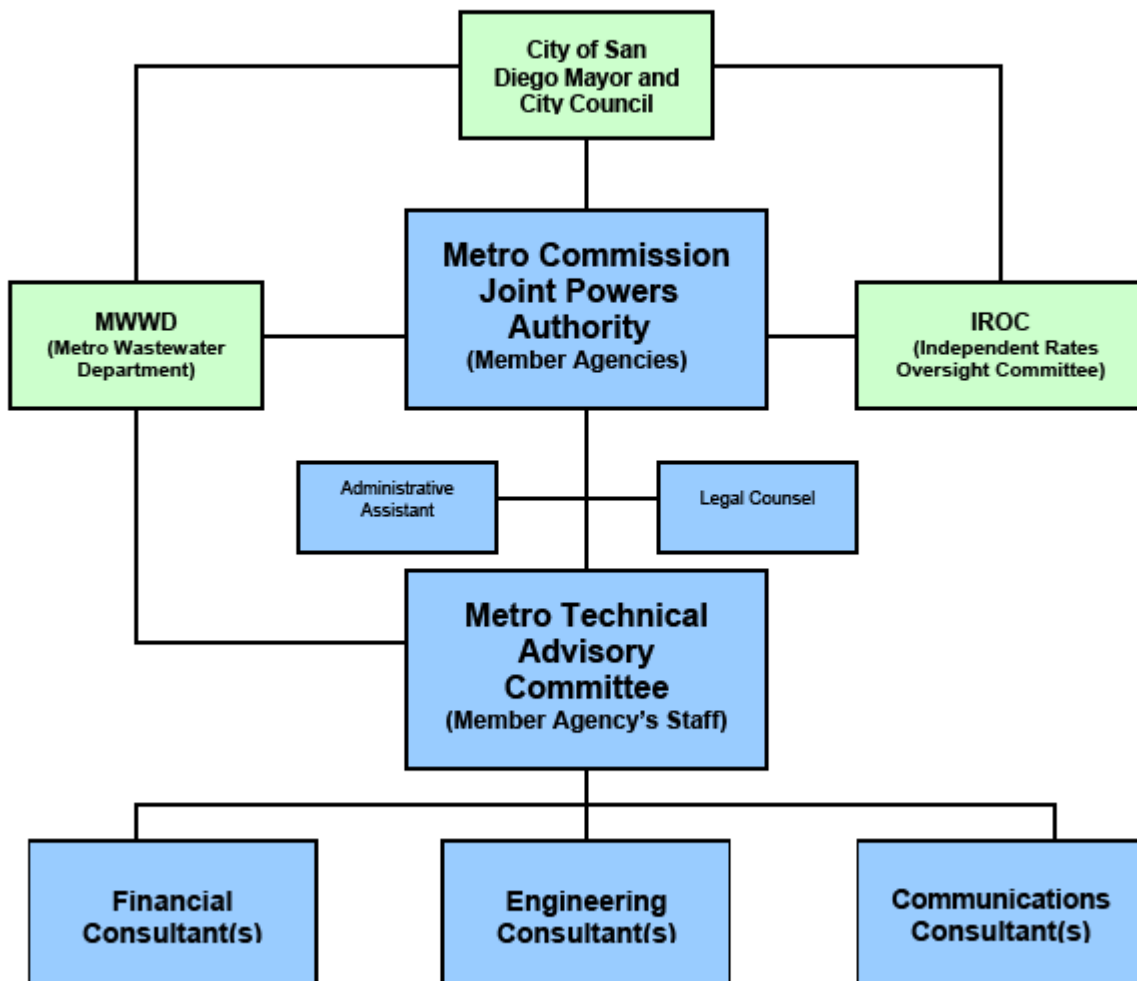 City of San
Diego Mayor and
City Council
Metro Commission
Joint Powers
Authority
(Member Agencies)
MWWD
(Metro Wastewater
Department)
IROC
(Independent Rates
Oversight Committee)
Administrative
Assistant
Legal Counsel
Metro Technical
Advisory
Committee
(Member Agency's Staff)
Financial
Consultant(s)
Engineering
Consultant(s)
Communications
Consultant(s)